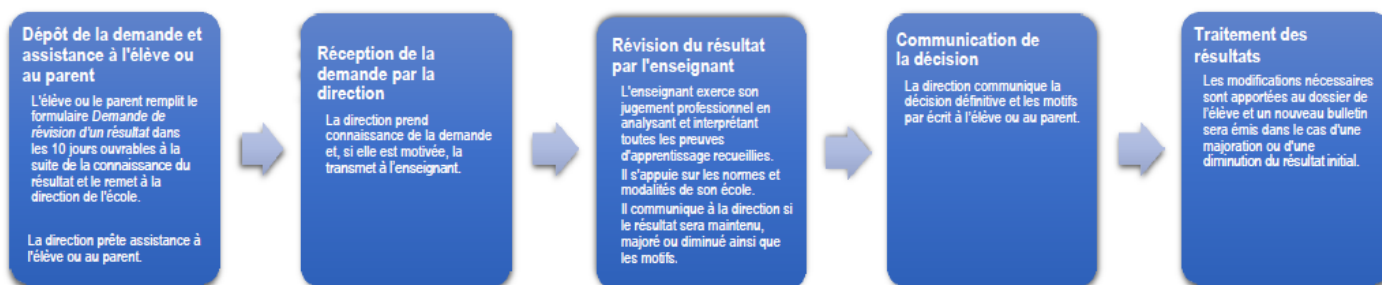 Dépôt de la demande et
assistance à l'élève ou
au parent
L'élève ou le parent remplit le
formulaire Demande de
révision d'un résultat dans
les 10 jours ouvrables à la
suite de la connaissance du
résultat et le remet à la
direction de l'école.
La direction prête assistance à
l'élève ou au parent.
Réception de la
demande par la
direction
La direction prend
connaissance de la demande
et, si elle est motivée, la
transmet à l'enseignant.
Révision du résultat
par l'enseignant
L'enseignant exerce son
jugement professionnel en
analysant et interprétant
toutes les preuves
d'apprentissage recueillies.
Il s'appuie sur les normes et
modalités de son école.
Il communique à la direction si
le résultat sera maintenu,
majoré ou diminué ainsi que
les motifs.
Communication de
la décision
La direction communique la
décision définitive et les motifs
par écrit à l'élève ou au parent.
Traitement des
résultats
Les modifications nécessaires
sont apportées au dossier de
l'élève et un nouveau bulletin
sera émis dans le cas d'une
majoration ou d'une
diminution du résultat initial.